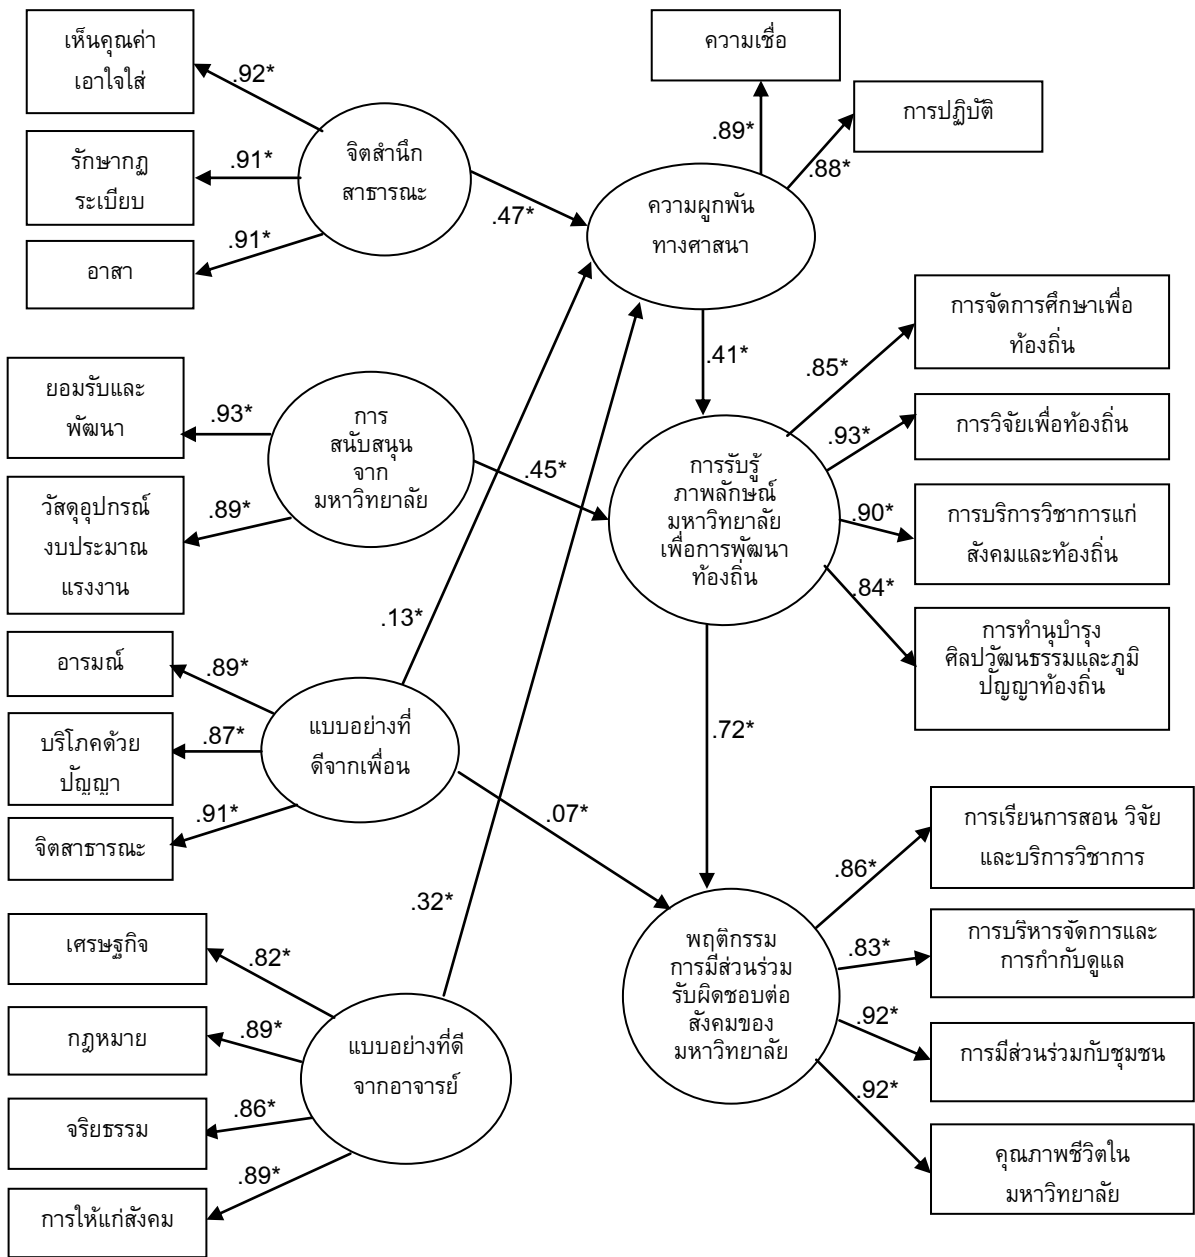 เห็นคุณค่า
เอาใจใส่
.92*
รักษากฏ
ระเบียบ
.91*
อาสา
.91*
จิตสำนึก
สาธารณะ
.47*
ความเชื่อ
.89*
การปฏิบัติ
.88*
ความผูกพัน
ทางศาสนา
.41*
ยอมรับและ
พัฒนา
.93*
วัสดุอุปกรณ์
งบประมาณ
แรงงาน
.89*
การ
สนับสนุน
จาก
มหาวิทยาลัย
.45*
การรับรู้
ภาพลักษณ์
มหาวิทยาลัย
เพื่อการพัฒนา
ท้องถิ่น
.85*
การจัดการศึกษาเพื่อ
ท้องถิ่น
.93*
การวิจัยเพื่อท้องถิ่น
.90*
การบริการวิชาการแก่
สังคมและท้องถิ่น
.84*
การทำนุบำรุง
ศิลปวัฒนธรรมและภูมิ
ปัญญาท้องถิ่น
.13*
อารมณ์
.89*
บริโภคด้วย
ปัญญา
.87*
จิตสาธารณะ
.91*
แบบอย่างที่
ดีจากเพื่อน
.07*
.72*
.32*
เศรษฐกิจ
.82*
กฎหมาย
.89*
จริยธรรม
.86*
การให้แก่สังคม
.89*
แบบอย่างที่ดี
จากอาจารย์
พฤติกรรม
การมีส่วนร่วม
รับผิดชอบต่อ
สังคมของ
มหาวิทยาลัย
.86*
การเรียนการสอน วิจัย
และบริการวิชาการ
.83*
การบริหารจัดการและ
การกำกับดูแล
.92*
การมีส่วนร่วมกับชุมชน
.92*
คุณภาพชีวิตใน
มหาวิทยาลัย